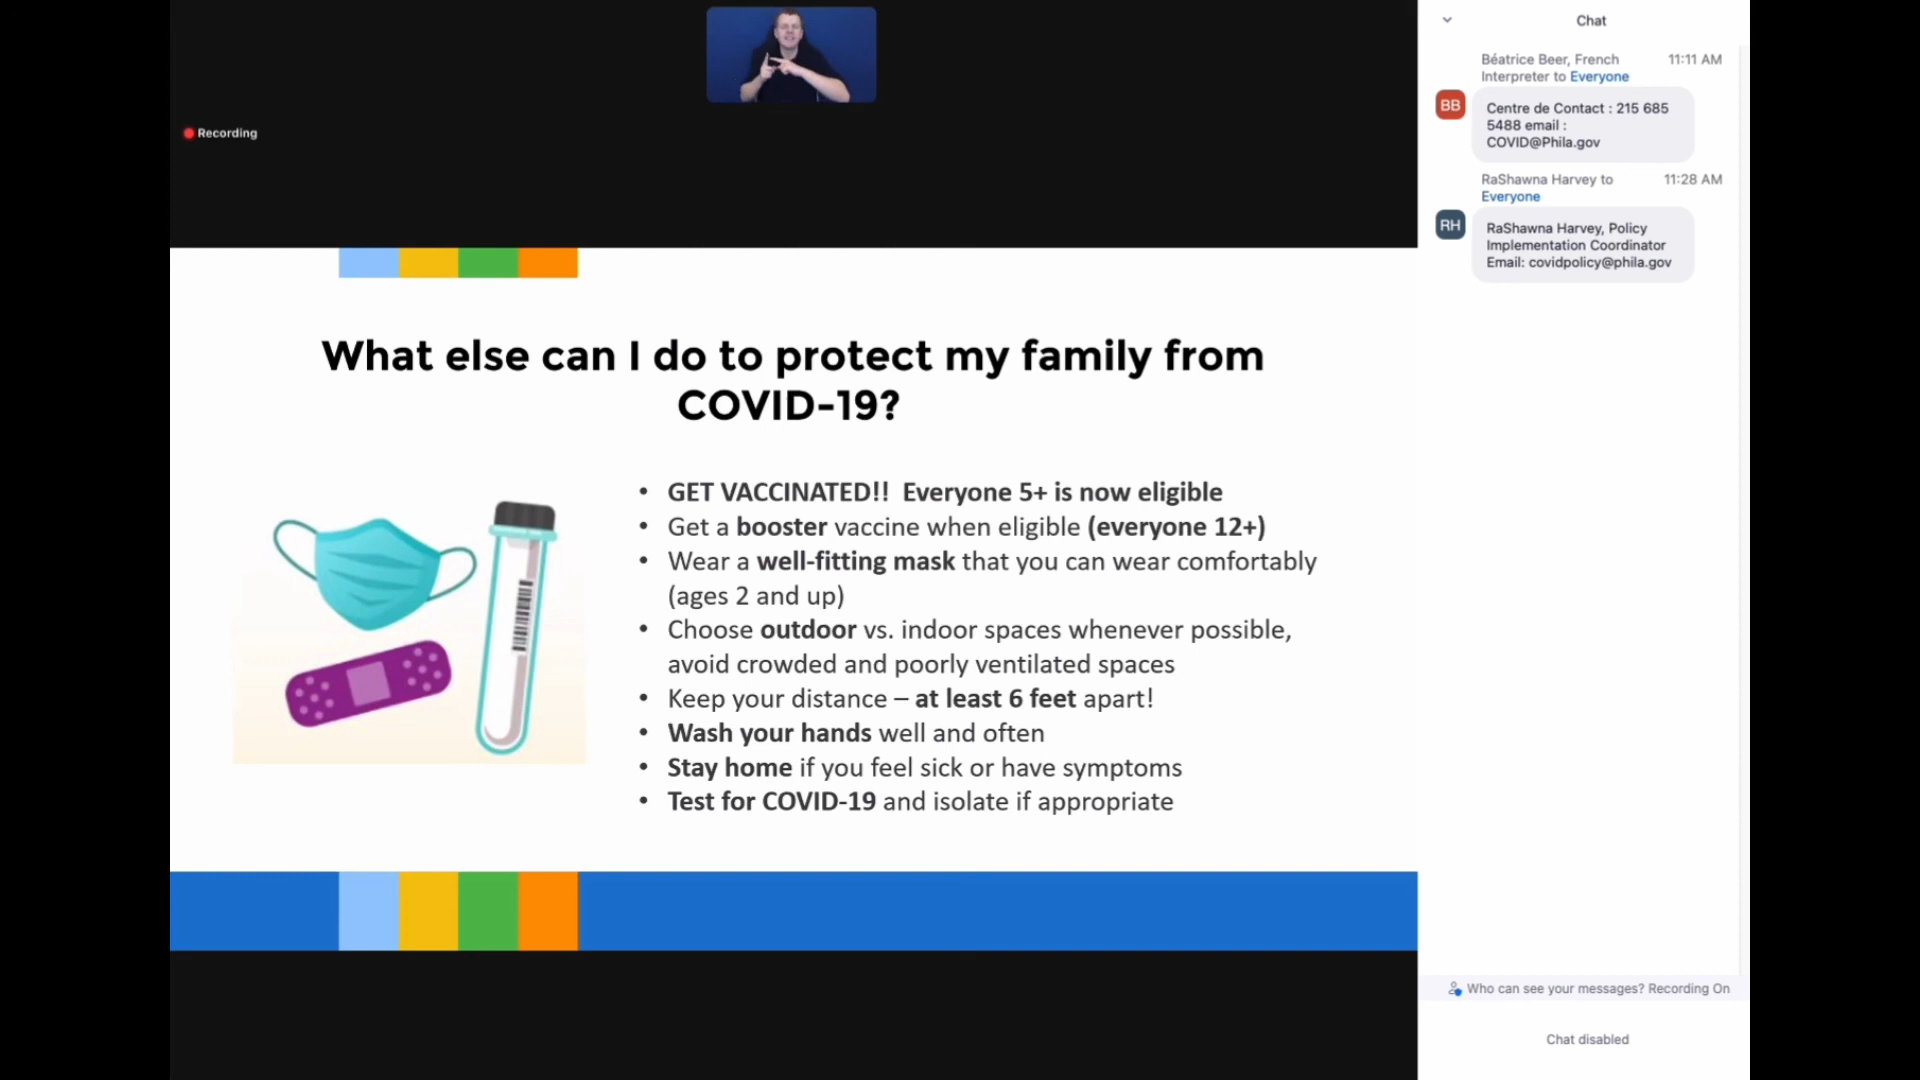 Recording
What else can I do to protect my family from
COVID-19?
• GET VACCINATED!!  Everyone 5+ is now eligible
• Get a booster vaccine when eligible (everyone 12+)
• Wear a well-fitting mask that you can wear comfortably
(ages 2 and up)
• Choose outdoor vs. indoor spaces whenever possible,
avoid crowded and poorly ventilated spaces
• Keep your distance – at least 6 feet apart!
• Wash your hands well and often
• Stay home if you feel sick or have symptoms
• Test for COVID-19 and isolate if appropriate
Chat
Béatrice Beer, French 11:11 AM
Interpreter to Everyone
BB
Centre de Contact : 215 685
5488 email :
COVID@Phila.gov
RaShawna Harvey to 11:28 AM
Everyone
RH
RaShawna Harvey, Policy
Implementation Coordinator
Email: covidpolicy@phila.gov
Who can see your messages? Recording On
Chat disabled